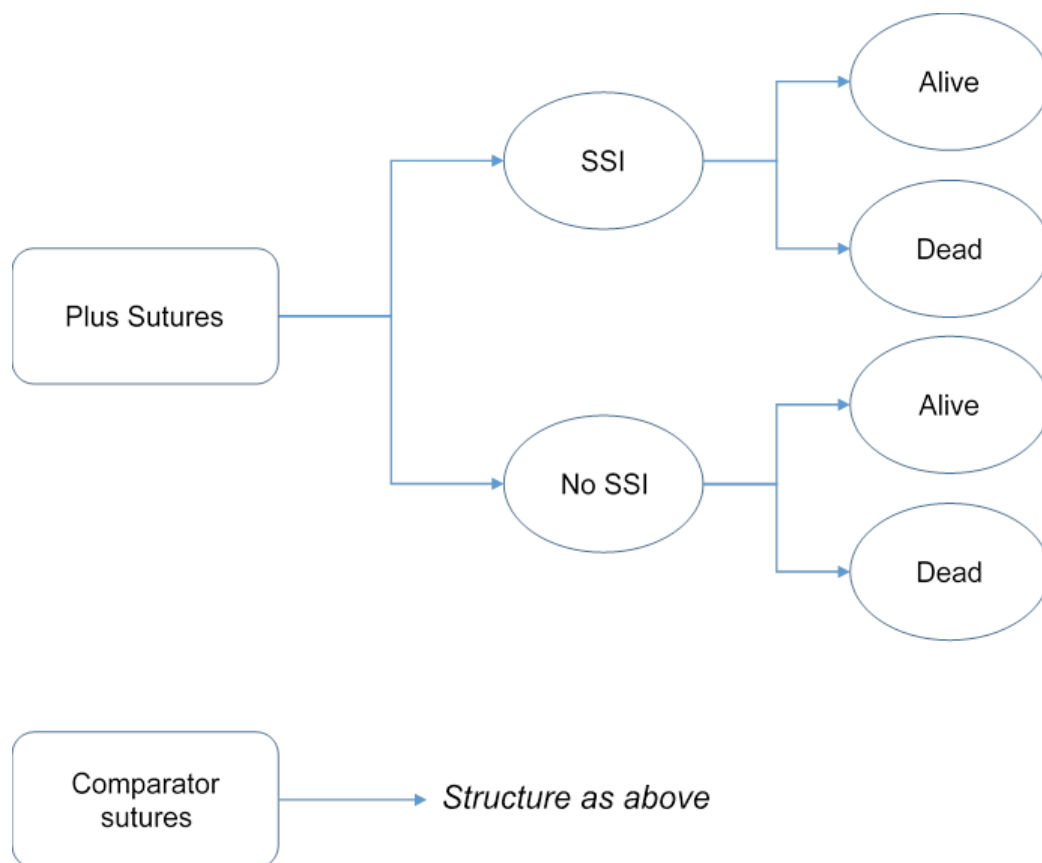 Alive
SSI
Dead
Plus Sutures
Alive
No SSI
Dead
Comparator
sutures
Structure as above